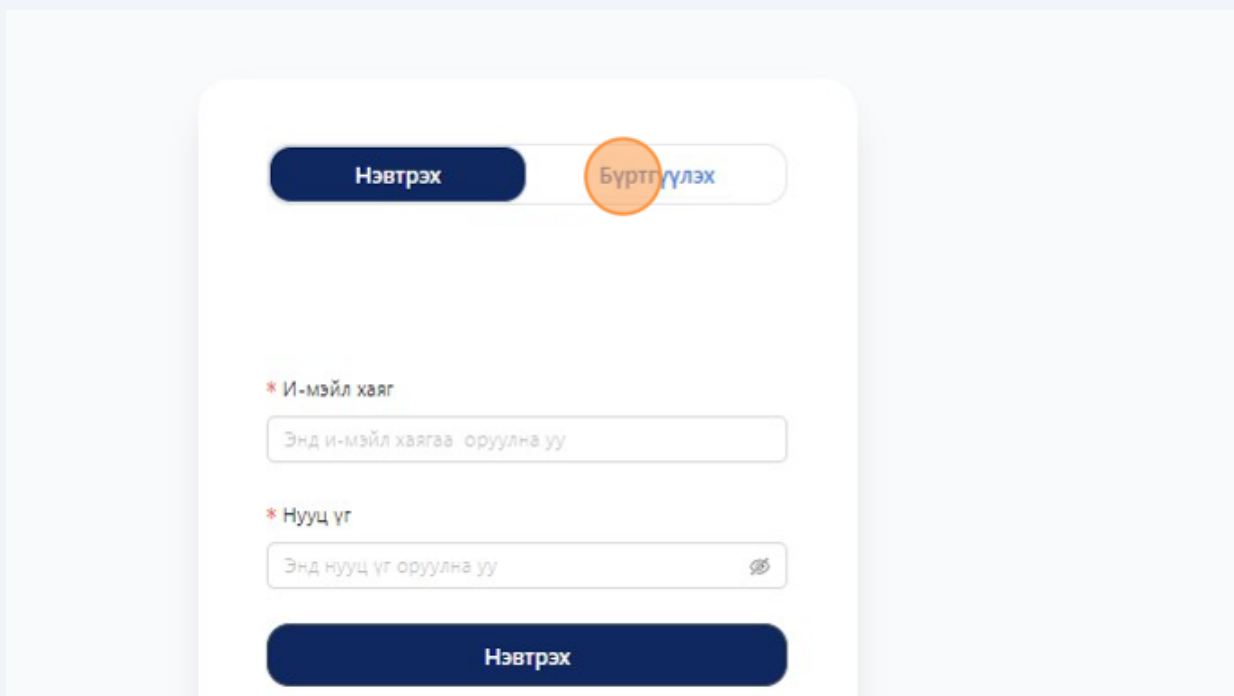 Нэвтрэх Бүртгүүлэх
* И-мэйл хаяг
Энд и-мэйл хаягаа оруулна уу
* Нууц үг
Энд нууц үг оруулна уу
Нэвтрэх